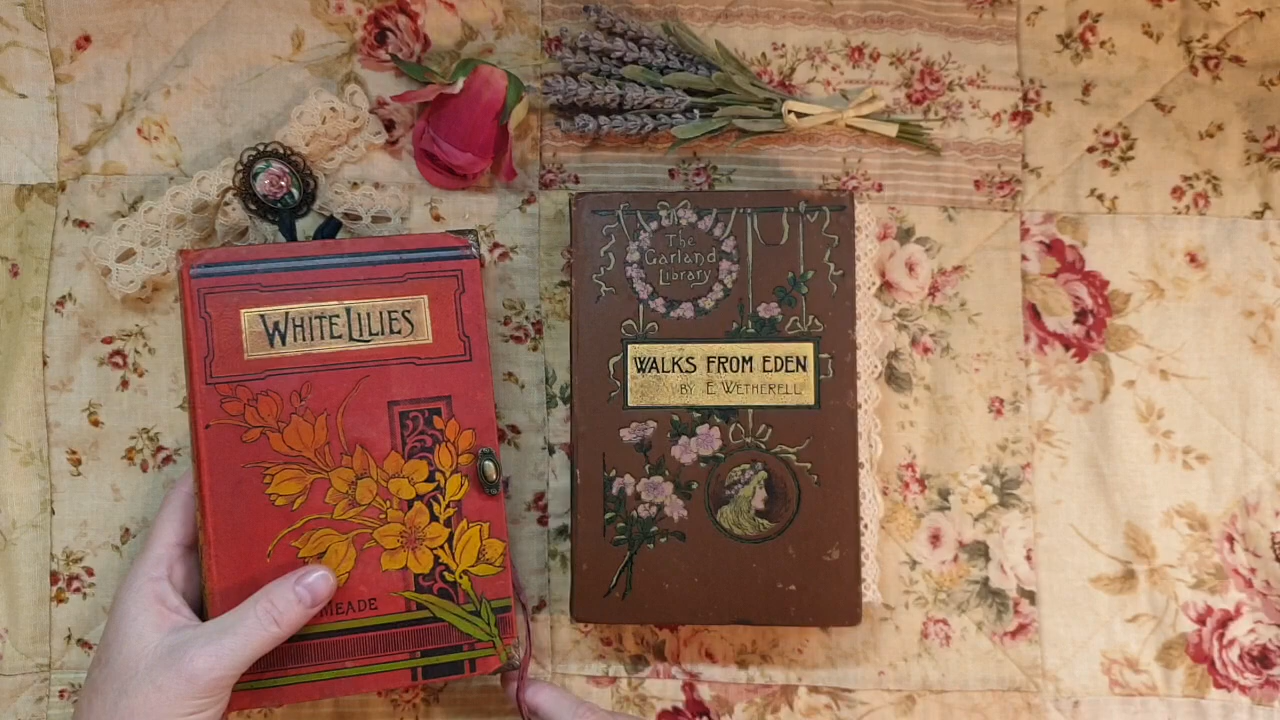 WHITE LILIES
MEADE
The
Garland
Library
WALKS FROM EDEN
BY E. WETHERELL